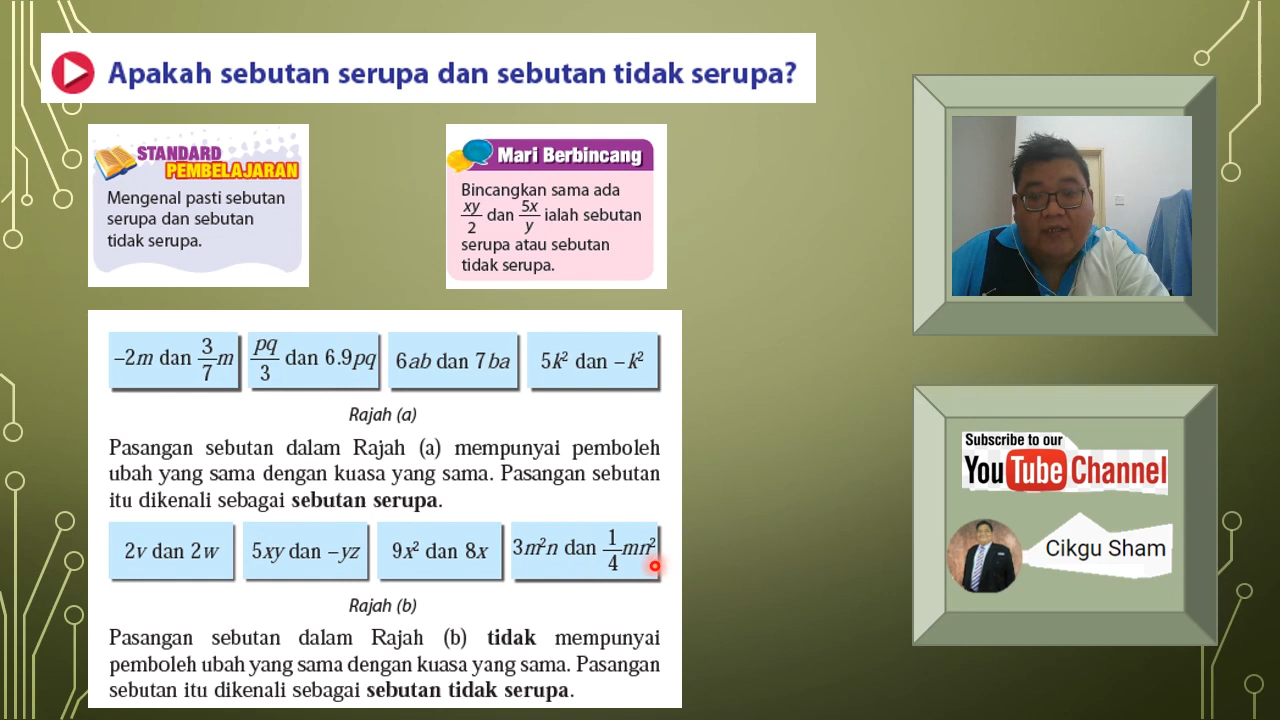 Apakah sebutan serupa dan sebutan tidak serupa?
STANDARD
PEMBELAJARAN
Mengenal pasti sebutan
serupa dan sebutan
tidak serupa.
Mari Berbincang
Bincangkan sama ada
xy/2 dan 5x/y ialah sebutan
serupa atau sebutan
tidak serupa.
−2m dan 3/7 m
pq/3 dan 6.9pq
6ab dan 7ba
5k² dan −k²
Rajah (a)
Pasangan sebutan dalam Rajah (a) mempunyai pemboleh
ubah yang sama dengan kuasa yang sama. Pasangan sebutan
itu dikenali sebagai sebutan serupa.
2v dan 2w
5xy dan −yz
9x² dan 8x
3m²n dan 1/4 mn²
Rajah (b)
Pasangan sebutan dalam Rajah (b) tidak mempunyai
pemboleh ubah yang sama dengan kuasa yang sama. Pasangan
sebutan itu dikenali sebagai sebutan tidak serupa.
Subscribe to our
YouTube Channel
Cikgu Sham